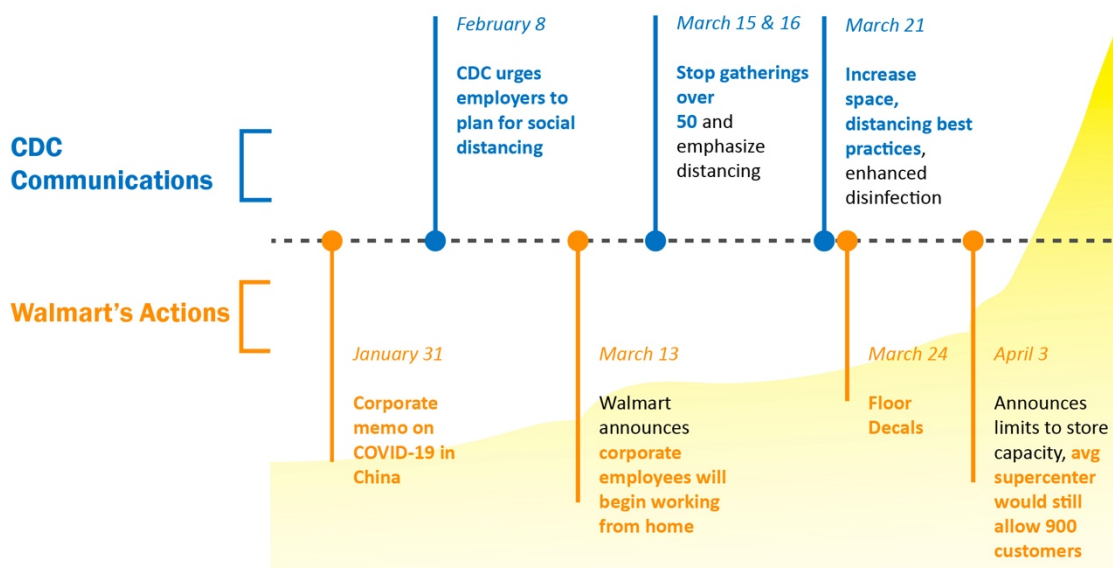 February 8
CDC urges
employers to
plan for social
distancing
March 15 & 16
Stop gatherings
over
50 and
emphasize
distancing
March 21
Increase
space,
distancing best
practices,
enhanced
disinfection
CDC
Communications
Walmart's Actions
January 31
Corporate
memo on
COVID-19 in
China
March 13
Walmart
announces
corporate
employees will
begin working
from home
March 24
Floor
Decals
April 3
Announces
limits to store
capacity, avg
supercenter
would still
allow 900
customers